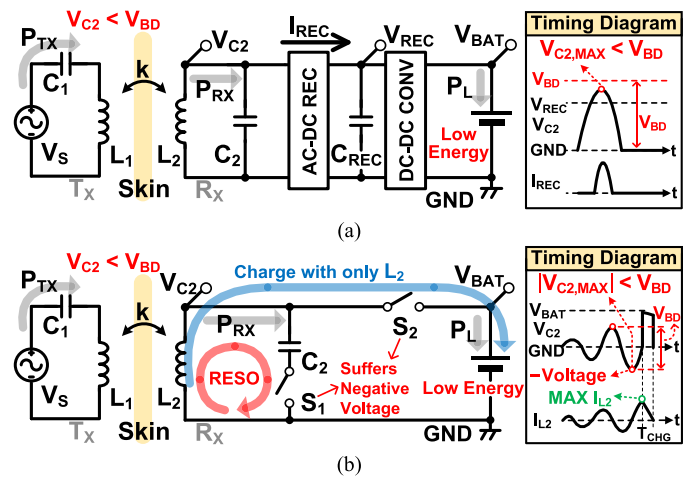 V_C2 < V_BD
P_TX
C_1
k
V_S
L_1
L_2
T_X
Skin
R_X
V_C2
P_RX
C_2
I_REC
AC-DC REC
V_REC
C_REC
DC-DC CONV
V_BAT
P_L
Low
Energy
GND
Timing Diagram
V_C2,MAX < V_BD
V_BD
V_REC
V_C2
GND
V_BD
t
I_REC
t
(a)
V_C2 < V_BD
P_TX
C_1
k
V_S
L_1
L_2
T_X
Skin
R_X
V_C2
Charge with only L_2
P_RX
RESO
C_2
S_1
S_2
Suffers
Negative
Voltage
V_BAT
P_L
Low Energy
GND
Timing Diagram
|V_C2,MAX| < V_BD
V_BAT
V_C2
GND
V_BD
t
−Voltage
MAX I_L2
I_L2
t
T_CHG
(b)